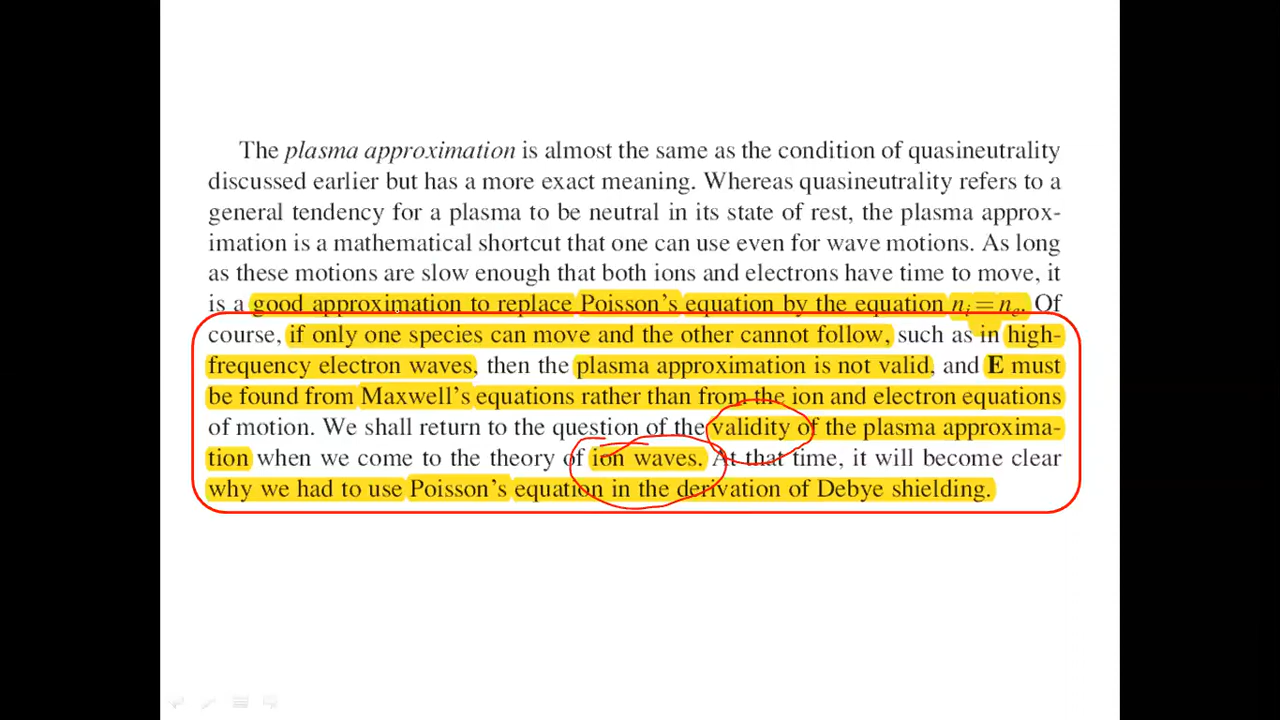 The plasma approximation is almost the same as the condition of quasineutrality
discussed earlier but has a more exact meaning. Whereas quasineutrality refers to a
general tendency for a plasma to be neutral in its state of rest, the plasma approx-
imation is a mathematical shortcut that one can use even for wave motions. As long
as these motions are slow enough that both ions and electrons have time to move, it
is a good approximation to replace Poisson's equation by the equation nᵢ = nₑ. Of
course, if only one species can move and the other cannot follow, such as in high-
frequency electron waves, then the plasma approximation is not valid, and E must
be found from Maxwell's equations rather than from the ion and electron equations
of motion. We shall return to the question of the validity of the plasma approxima-
tion when we come to the theory of ion waves. At that time, it will become clear
why we had to use Poisson's equation in the derivation of Debye shielding.